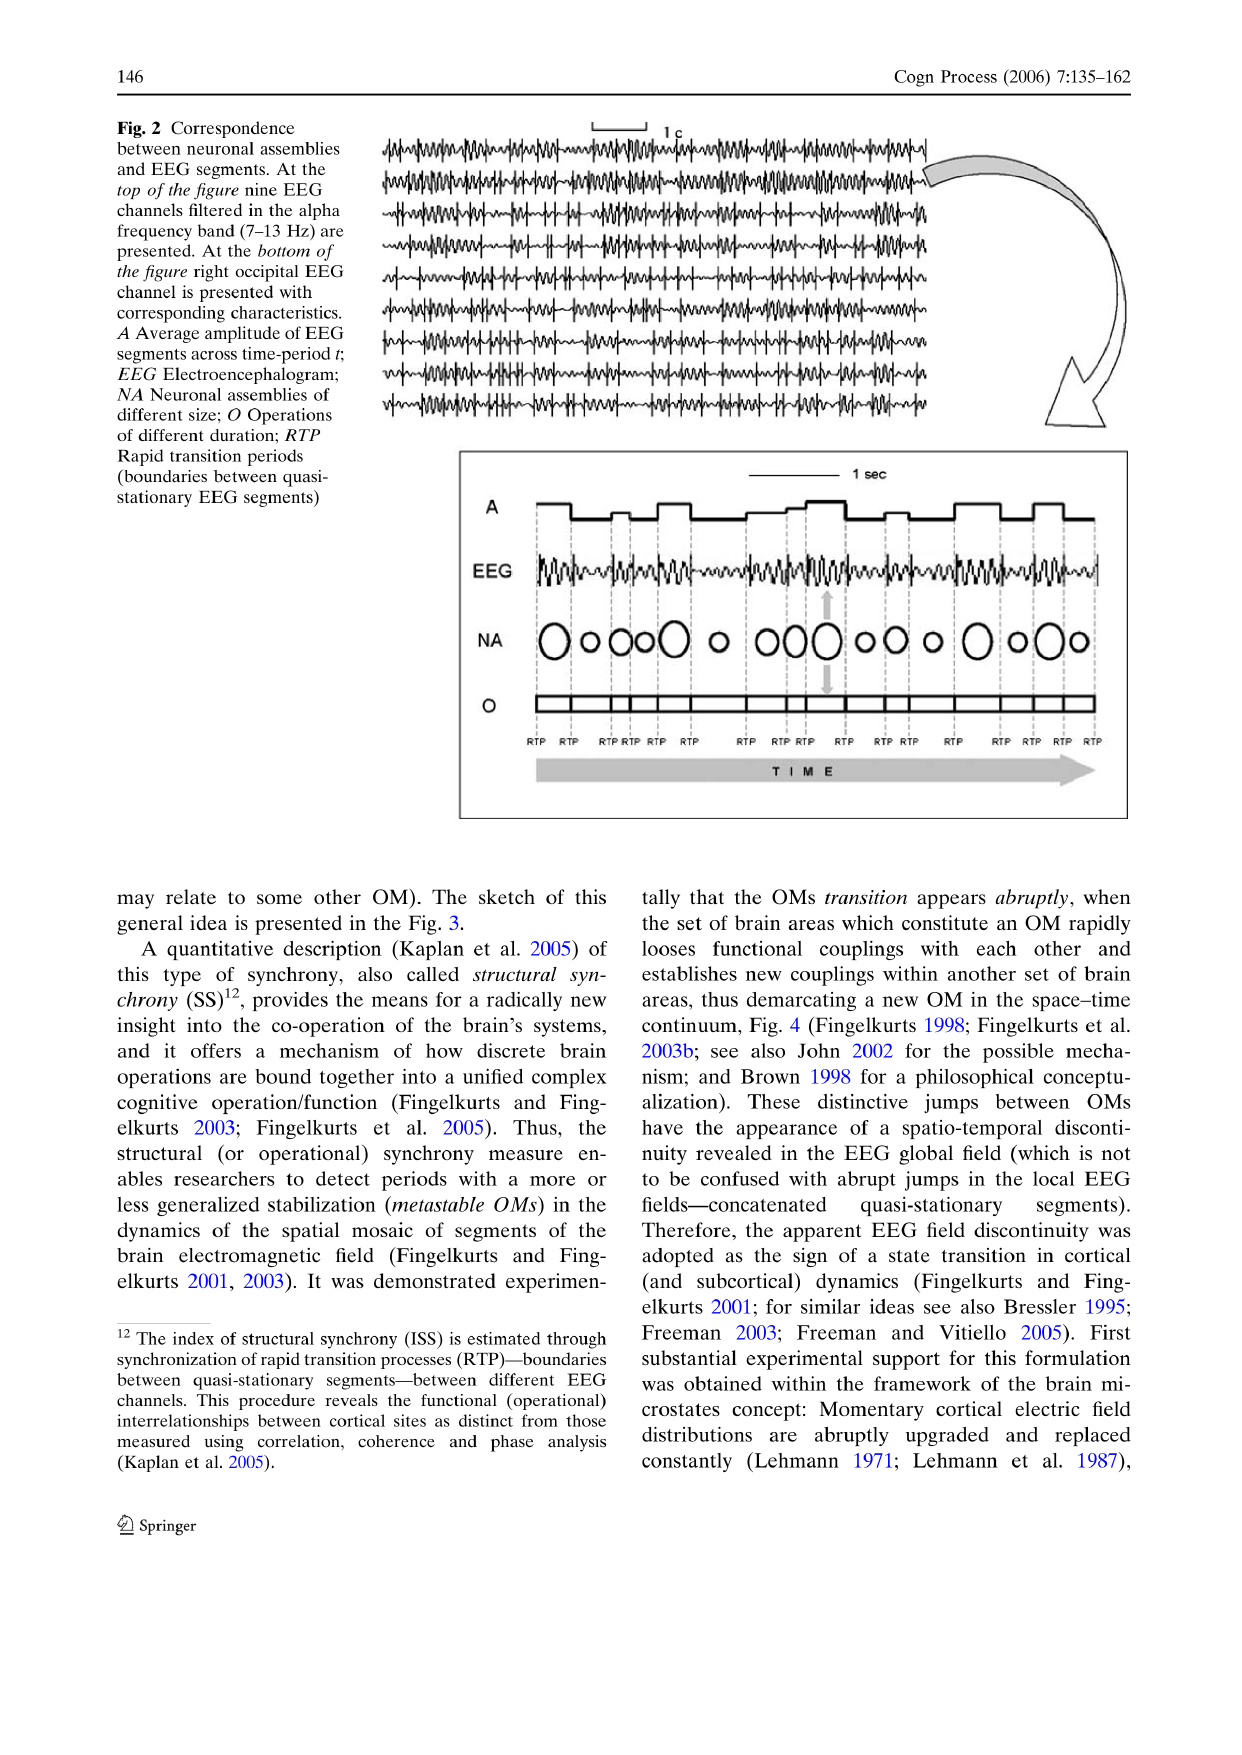 146
Cogn Process (2006) 7:135–162
Fig. 2 Correspondence
between neuronal assemblies
and EEG segments. At the
top of the figure nine EEG
channels filtered in the alpha
frequency band (7–13 Hz) are
presented. At the bottom of
the figure right occipital EEG
channel is presented with
corresponding characteristics.
A Average amplitude of EEG
segments across time-period t;
EEG Electroencephalogram;
NA Neuronal assemblies of
different size; O Operations
of different duration; RTP
Rapid transition periods
(boundaries between quasi-
stationary EEG segments)
1 c
1 sec
A
EEG
NA
O
RTP RTP RTP RTP RTP RTP RTP RTP RTP RTP RTP RTP RTP RTP RTP RTP RTP
T I M E
may relate to some other OM). The sketch of this
general idea is presented in the Fig. 3.
A quantitative description (Kaplan et al. 2005) of
this type of synchrony, also called structural syn-
chrony (SS)12, provides the means for a radically new
insight into the co-operation of the brain's systems,
and it offers a mechanism of how discrete brain
operations are bound together into a unified complex
cognitive operation/function (Fingelkurts and Fing-
elkurts 2003; Fingelkurts et al. 2005). Thus, the
structural (or operational) synchrony measure en-
ables researchers to detect periods with a more or
less generalized stabilization (metastable OMs) in the
dynamics of the spatial mosaic of segments of the
brain electromagnetic field (Fingelkurts and Fing-
elkurts 2001, 2003). It was demonstrated experimen-
12 The index of structural synchrony (ISS) is estimated through
synchronization of rapid transition processes (RTP)—boundaries
between quasi-stationary segments—between different EEG
channels. This procedure reveals the functional (operational)
interrelationships between cortical sites as distinct from those
measured using correlation, coherence and phase analysis
(Kaplan et al. 2005).
tally that the OMs transition appears abruptly, when
the set of brain areas which constitute an OM rapidly
looses functional couplings with each other and
establishes new couplings within another set of brain
areas, thus demarcating a new OM in the space–time
continuum, Fig. 4 (Fingelkurts 1998; Fingelkurts et al.
2003b; see also John 2002 for the possible mecha-
nism; and Brown 1998 for a philosophical conceptu-
alization). These distinctive jumps between OMs
have the appearance of a spatio-temporal disconti-
nuity revealed in the EEG global field (which is not
to be confused with abrupt jumps in the local EEG
fields—concatenated quasi-stationary segments).
Therefore, the apparent EEG field discontinuity was
adopted as the sign of a state transition in cortical
(and subcortical) dynamics (Fingelkurts and Fing-
elkurts 2001; for similar ideas see also Bressler 1995;
Freeman 2003; Freeman and Vitiello 2005). First
substantial experimental support for this formulation
was obtained within the framework of the brain mi-
crostates concept: Momentary cortical electric field
distributions are abruptly upgraded and replaced
constantly (Lehmann 1971; Lehmann et al. 1987),
Springer